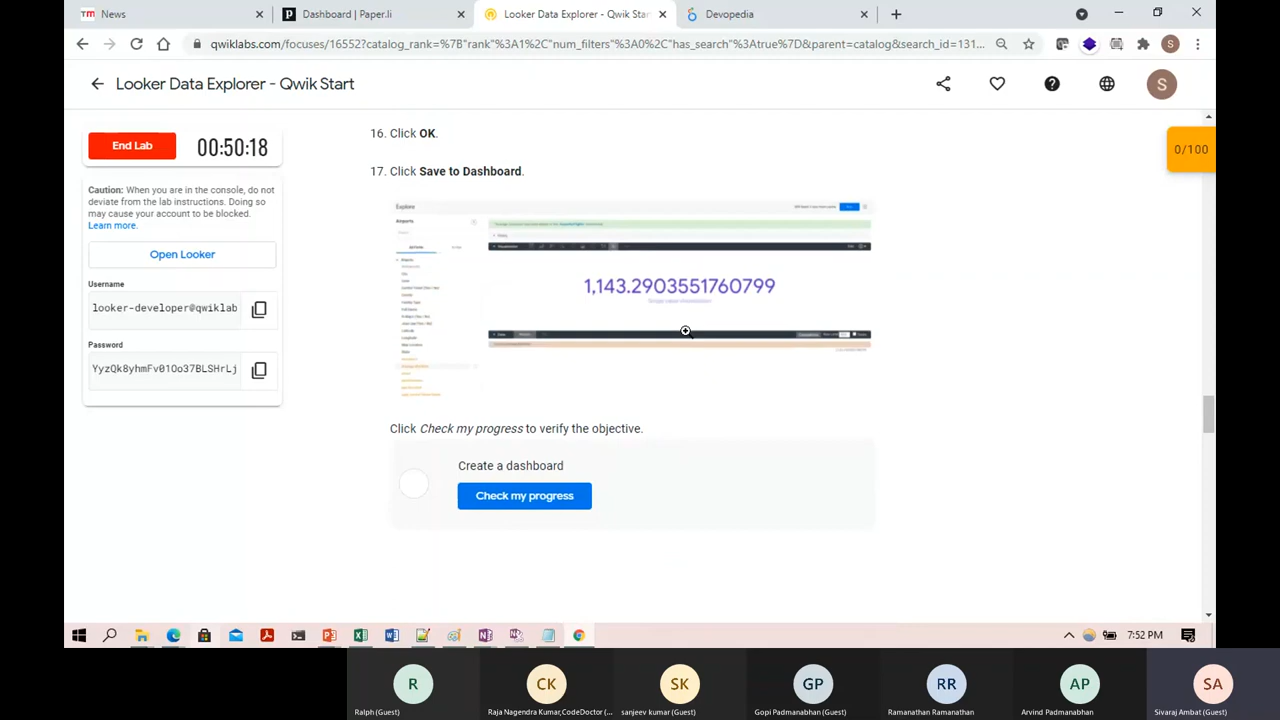 News
Dashboard | Paper.li
Looker Data Explorer - Qwik Star
Devopedia
qwiklabs.com/focuses/16552?catalog_rank=%7B"rank"%3A1%2C"num_filters"%3A0%2C"has_search"%3Atrue%7D&parent=catalog&search_id=131...
S
Looker Data Explorer - Qwik Start
S
End Lab
00:50:18
0/100
Caution: When you are in the console, do not
deviate from the lab instructions. Doing so
may cause your account to be blocked.
Learn more.
Open Looker
Username
looker-developer@qwiklab
Password
YyzQk8yhmFv01Oo37BLSHrLj
16. Click OK.
17. Click Save to Dashboard.
Explore
Airports
1,143.2903551760799
Click Check my progress to verify the objective.
Create a dashboard
Check my progress
7:52 PM
R
CK
SK
GP
RR
AP
SA
Ralph (Guest)
Raja Nagendra Kumar,CodeDoctor (...
sanjeev kumar (Guest)
Gopi Padmanabhan (Guest)
Ramanathan Ramanathan
Arvind Padmanabhan
Sivaraj Ambat (Guest)